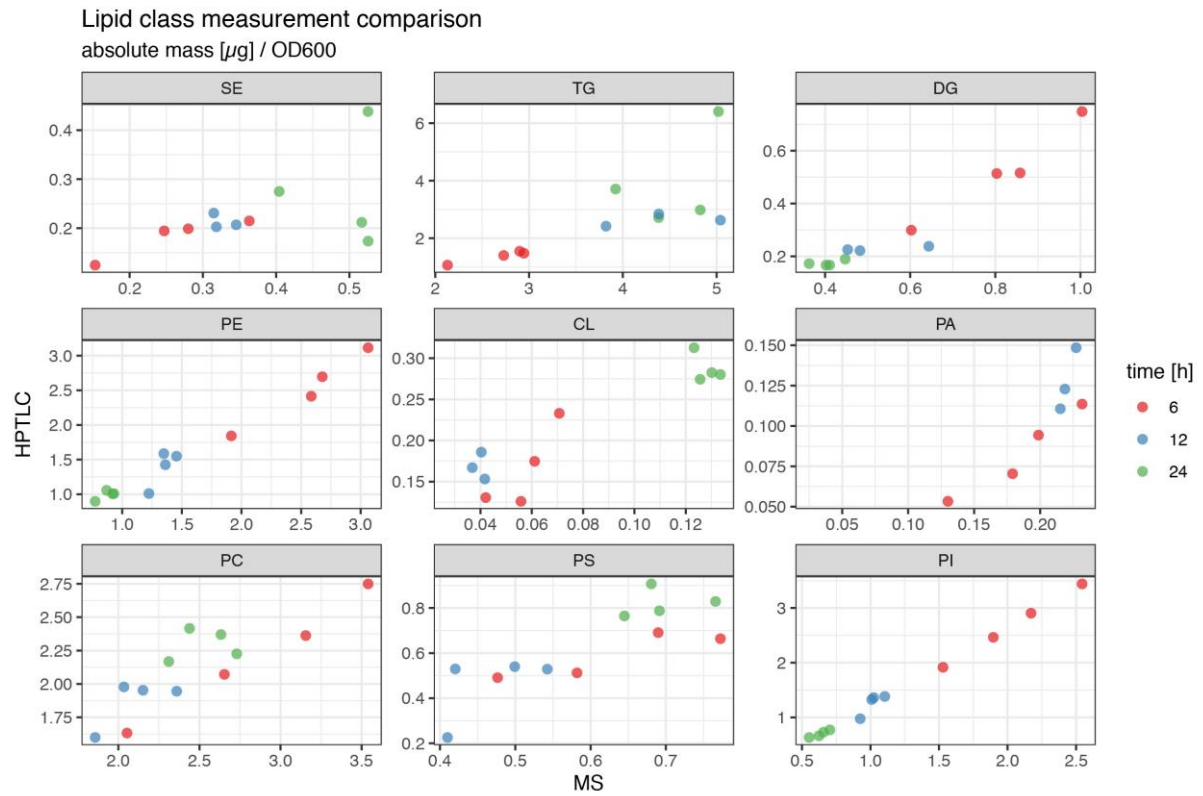 Lipid class measurement comparison
absolute mass [µg] / OD600
SE TG DG
0.4 0.3 0.2
0.2 0.3 0.4 0.5
6 4 2
2 3 4 5
0.6 0.4 0.2
0.4 0.6 0.8 1.0
PE CL PA
3.0 2.5 2.0 1.5 1.0
1.0 1.5 2.0 2.5 3.0
0.30 0.25 0.20 0.15
0.04 0.06 0.08 0.10 0.12
0.150 0.125 0.100 0.075 0.050
0.05 0.10 0.15 0.20
PC PS PI
2.75 2.50 2.25 2.00 1.75
2.0 2.5 3.0 3.5
0.8 0.6 0.4 0.2
0.4 0.5 0.6 0.7
3 2 1
0.5 1.0 1.5 2.0 2.5
HPTLC
MS
time [h]
6
12
24